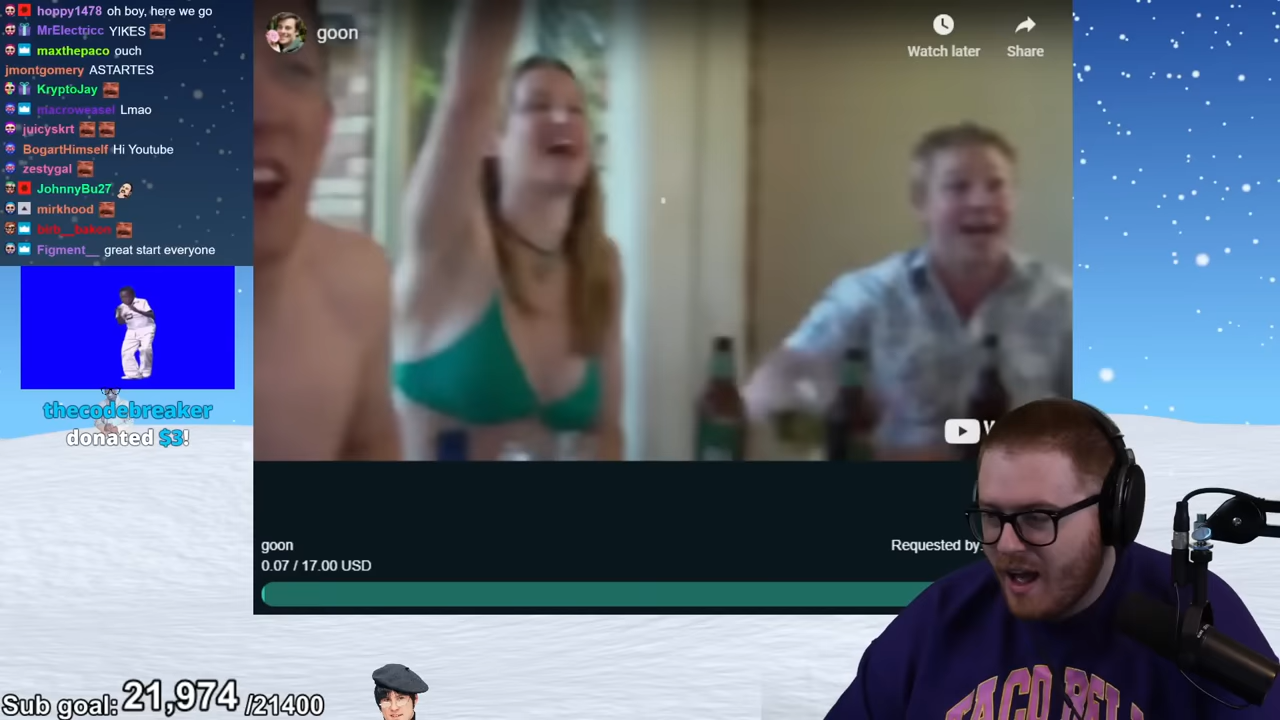 hoppy1478 oh boy, here we go
MrElectricc YIKES
maxthepaco ouch
jmontgomery ASTARTES
KryptoJay
macroweasel Lmao
juicyskrt
BogartHimself Hi Youtube
zestygal
JohnnyBu27
mirkhood
birb__bakon
Figment__ great start everyone
goon
Watch later
Share
thecodebreaker
donated $3!
goon
0.07 / 17.00 USD
Requested by
TACO BELL
Sub goal: 21,974 /21400